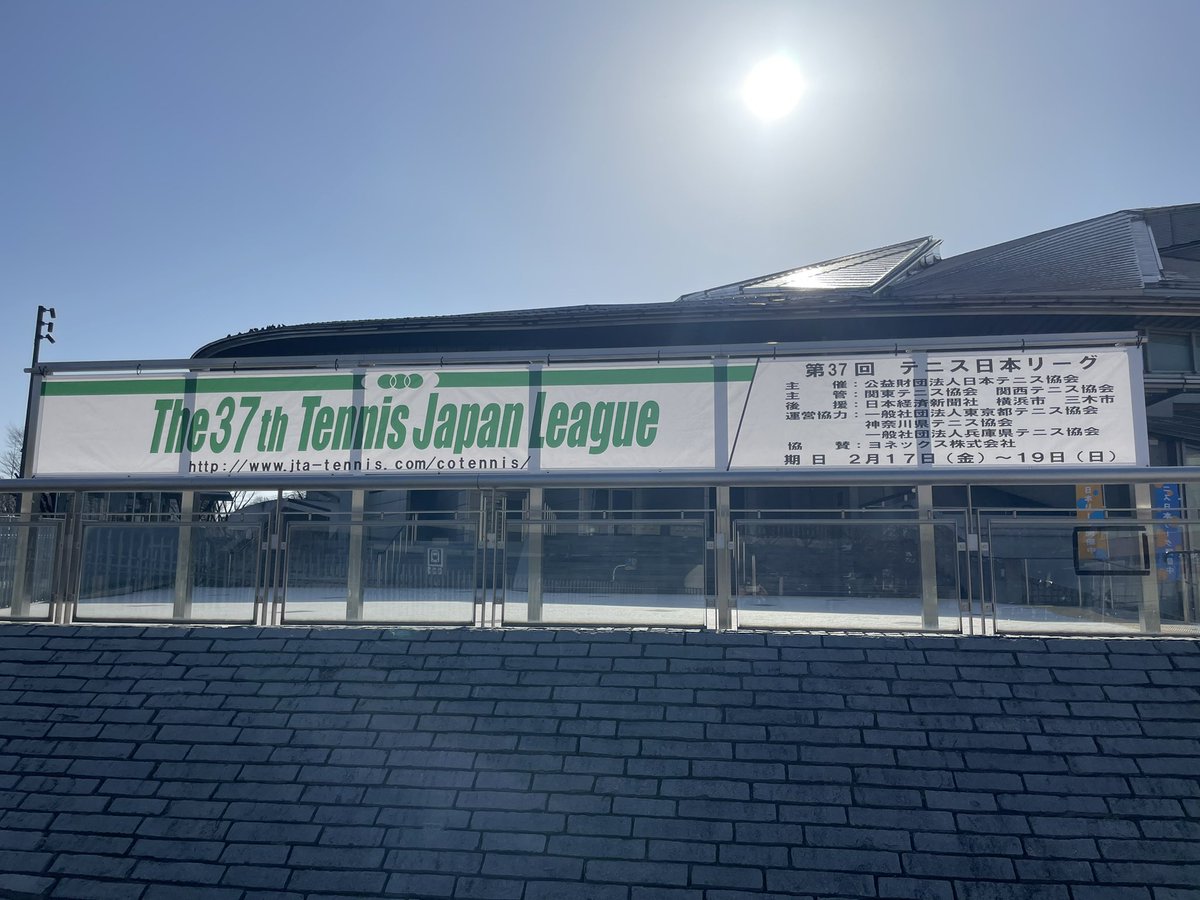 The 37th Tennis Japan League
http://www.jta-tennis.com/cotennis/
第37回 テニス日本リーグ
主 催：公益財団法人日本テニス協会
主 管：関東テニス協会 関西テニス協会
後 援：日本経済新聞社 横浜市 三木市
運営協力：一般社団法人東京都テニス協会
神奈川県テニス協会
一般社団法人兵庫県テニス協会
協 賛：ヨネックス株式会社
期日 2月17日(金)～19日(日)